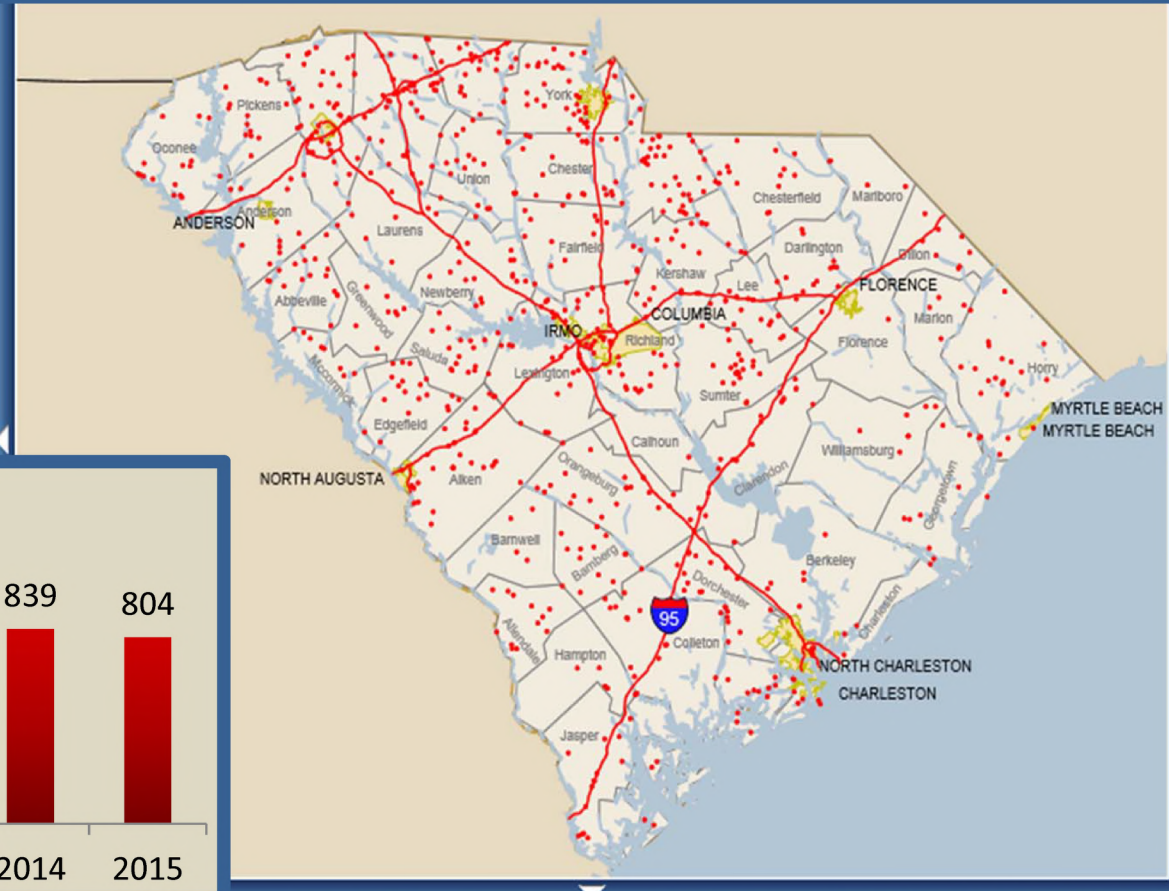 York
Pickens
Oconee
Chester
Union
Chesterfield
Marlboro
Anderson
ANDERSON
Laurens
Fairfield
Darlington
Dillon
Kershaw
Lee
FLORENCE
Abbeville
Greenwood
Newberry
COLUMBIA
Marion
IRMO
Richland
Florence
Saluda
Lexington
Mccormick
Sumter
Horry
Edgefield
MYRTLE BEACH
MYRTLE BEACH
Calhoun
Williamsburg
NORTH AUGUSTA
Aiken
Orangeburg
Clarendon
Georgetown
Barnwell
Bamberg
Berkeley
Dorchester
Charleston
95
Allendale
Colleton
Hampton
NORTH CHARLESTON
CHARLESTON
Jasper
839
804
2014
2015